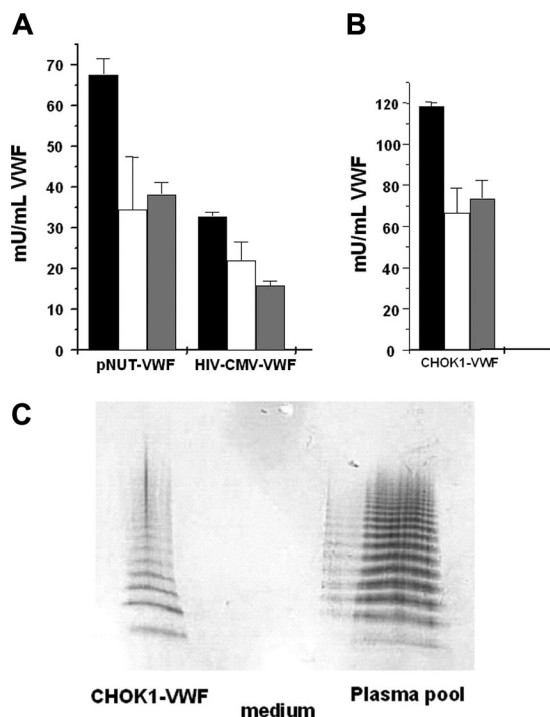 A
B
mU/mL VWF
70
60
50
40
30
20
10
0
pNUT-VWF HIV-CMV-VWF
mU/mL VWF
120
100
80
60
40
20
0
CHOK1-VWF
C
CHOK1-VWF medium Plasma pool